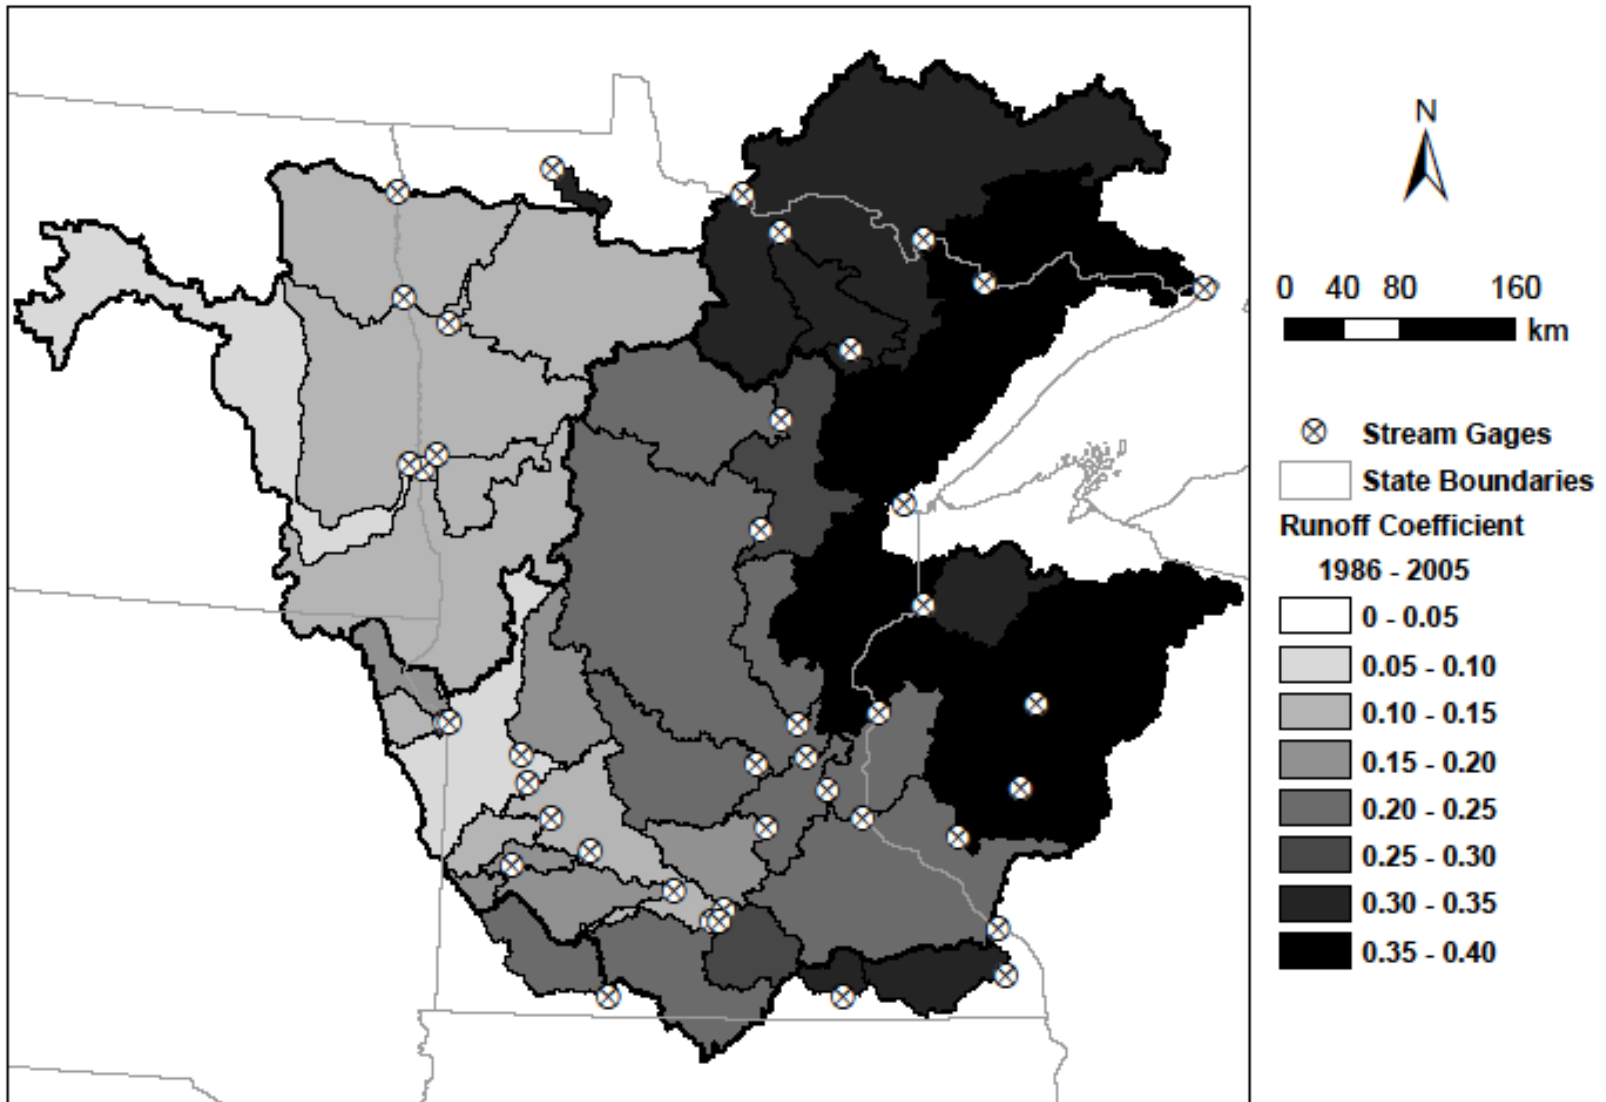 N
0 40 80 160
km
Stream Gages
State Boundaries
Runoff Coefficient
1986 - 2005
0 - 0.05
0.05 - 0.10
0.10 - 0.15
0.15 - 0.20
0.20 - 0.25
0.25 - 0.30
0.30 - 0.35
0.35 - 0.40